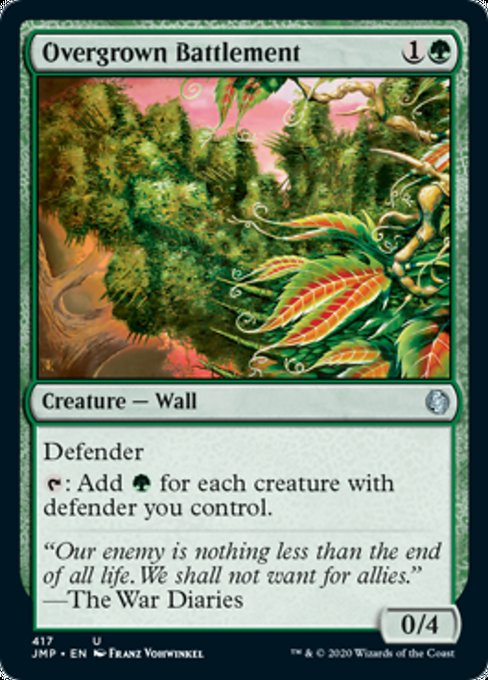 Overgrown Battlement 1
Creature — Wall
Defender
: Add for each creature with
defender you control.
“Our enemy is nothing less than the end
of all life. We shall not want for allies.”
—The War Diaries
0/4
417 U
JMP • EN Franz Vohwinkel
™ & © 2020 Wizards of the Coast